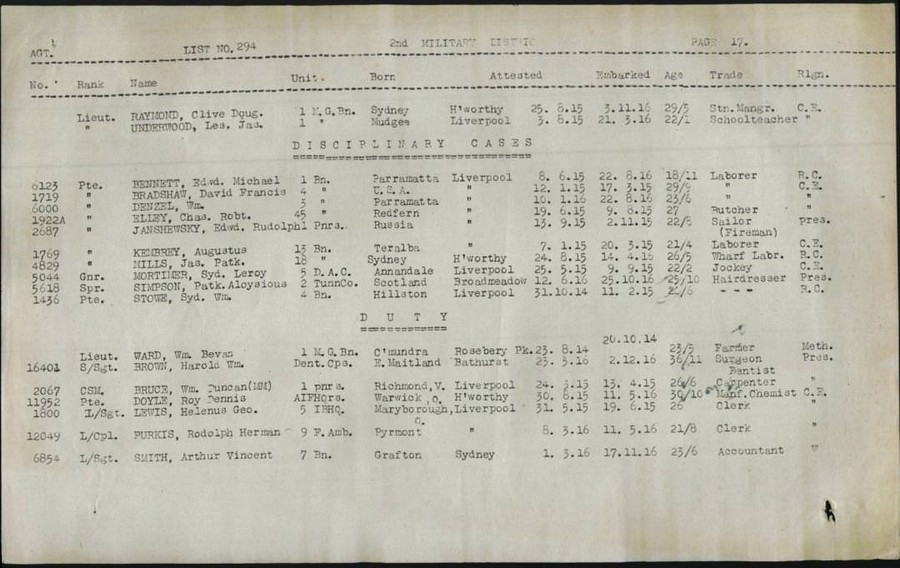 AGT. LIST NO. 294 2nd MILITARY DISTRIC PAGE 17.
No. Rank Name Unit. Born Attested Embarked Age Trade Rlgn.
Lieut. RAYMOND, Clive Doug. 1 M.G.Bn. Sydney H'worthy 25. 8.15 3.11.16 29/5 Stn.Mangr. C.E.
" UNDERWOOD, Les. Jas. 1 " Mudgee Liverpool 3. 8.15 21. 3.16 22/1 Schoolteacher "
DISCIPLINARY CASES
6123 Pte. BENNETT, Edwd. Michael 1 Bn. Parramatta Liverpool 8. 6.15 22. 8.16 18/11 Laborer R.C.
1719 " BRADSHAW, David Francis 4 " U.S.A. " 12. 1.15 17. 3.15 29/9 " C.E.
6000 " DENZEL, Wm. 3 " Parramatta " 10. 1.16 22. 8.16 23/6 " "
1922A " ELLEY, Chas. Robt. 45 " Redfern " 19. 6.15 9. 8.15 27 Butcher "
2687 " JANSHEWSKY, Edwd. Rudolph1 Pnrs. Russia " 13. 9.15 2.11.15 22/8 Sailor Pres.
(Fireman)
1769 " KEMBREY, Augustus 13 Bn. Teralba " 7. 1.15 20. 3.15 21/4 Laborer C.E.
4829 " MILLS, Jas. Patk. 18 " Sydney H'worthy 24. 8.15 14. 4.16 26/5 Wharf Labr. R.C.
5044 Gnr. MORTIMER, Syd. Leroy 5 D.A.C. Annandale Liverpool 25. 5.15 9. 9.15 22/2 Jockey C.E.
5618 Spr. SIMPSON, Patk.Aloysious 2 TunnCo. Scotland Broadmeadow 12. 6.16 25.10.16 25/10 Hairdresser Pres.
1436 Pte. STOWE, Syd. Wm. 4 Bn. Hillston Liverpool 31.10.14 11. 2.15 /6 - - - R.C.
DUTY
20.10.14
Lieut. WARD, Wm. Bevan 1 M.G.Bn. C'mundra Rosebery Pk.23. 8.14 23/5 Farmer Meth.
16401 S/Sgt. BROWN, Harold Wm. Dent.Cps. E.Maitland Bathurst 23. 5.16 2.12.16 36/11 Surgeon Pres.
Dentist
2067 CSM. BRUCE, Wm. Duncan(MM) 1 pnrs. Richmond,V. Liverpool 24. 3.15 13. 4.15 26/6 Carpenter "
11952 Pte. DOYLE, Roy Dennis AIFHQrs. Warwick,Q. H'worthy 30. 8.15 11. 5.16 30/10 Manf.Chemist C.E.
1800 L/Sgt. LEWIS, Helenus Geo. 5 IBHQ. Maryborough,Liverpool 31. 5.15 19. 6.15 26 Clerk "
Q.
12049 L/Cpl. PURKIS, Rodolph Herman 9 F.Amb. Pyrmont " 8. 3.16 11. 5.16 21/8 Clerk "
6854 L/Sgt. SMITH, Arthur Vincent 7 Bn. Grafton Sydney 1. 3.16 17.11.16 23/6 Accountant "